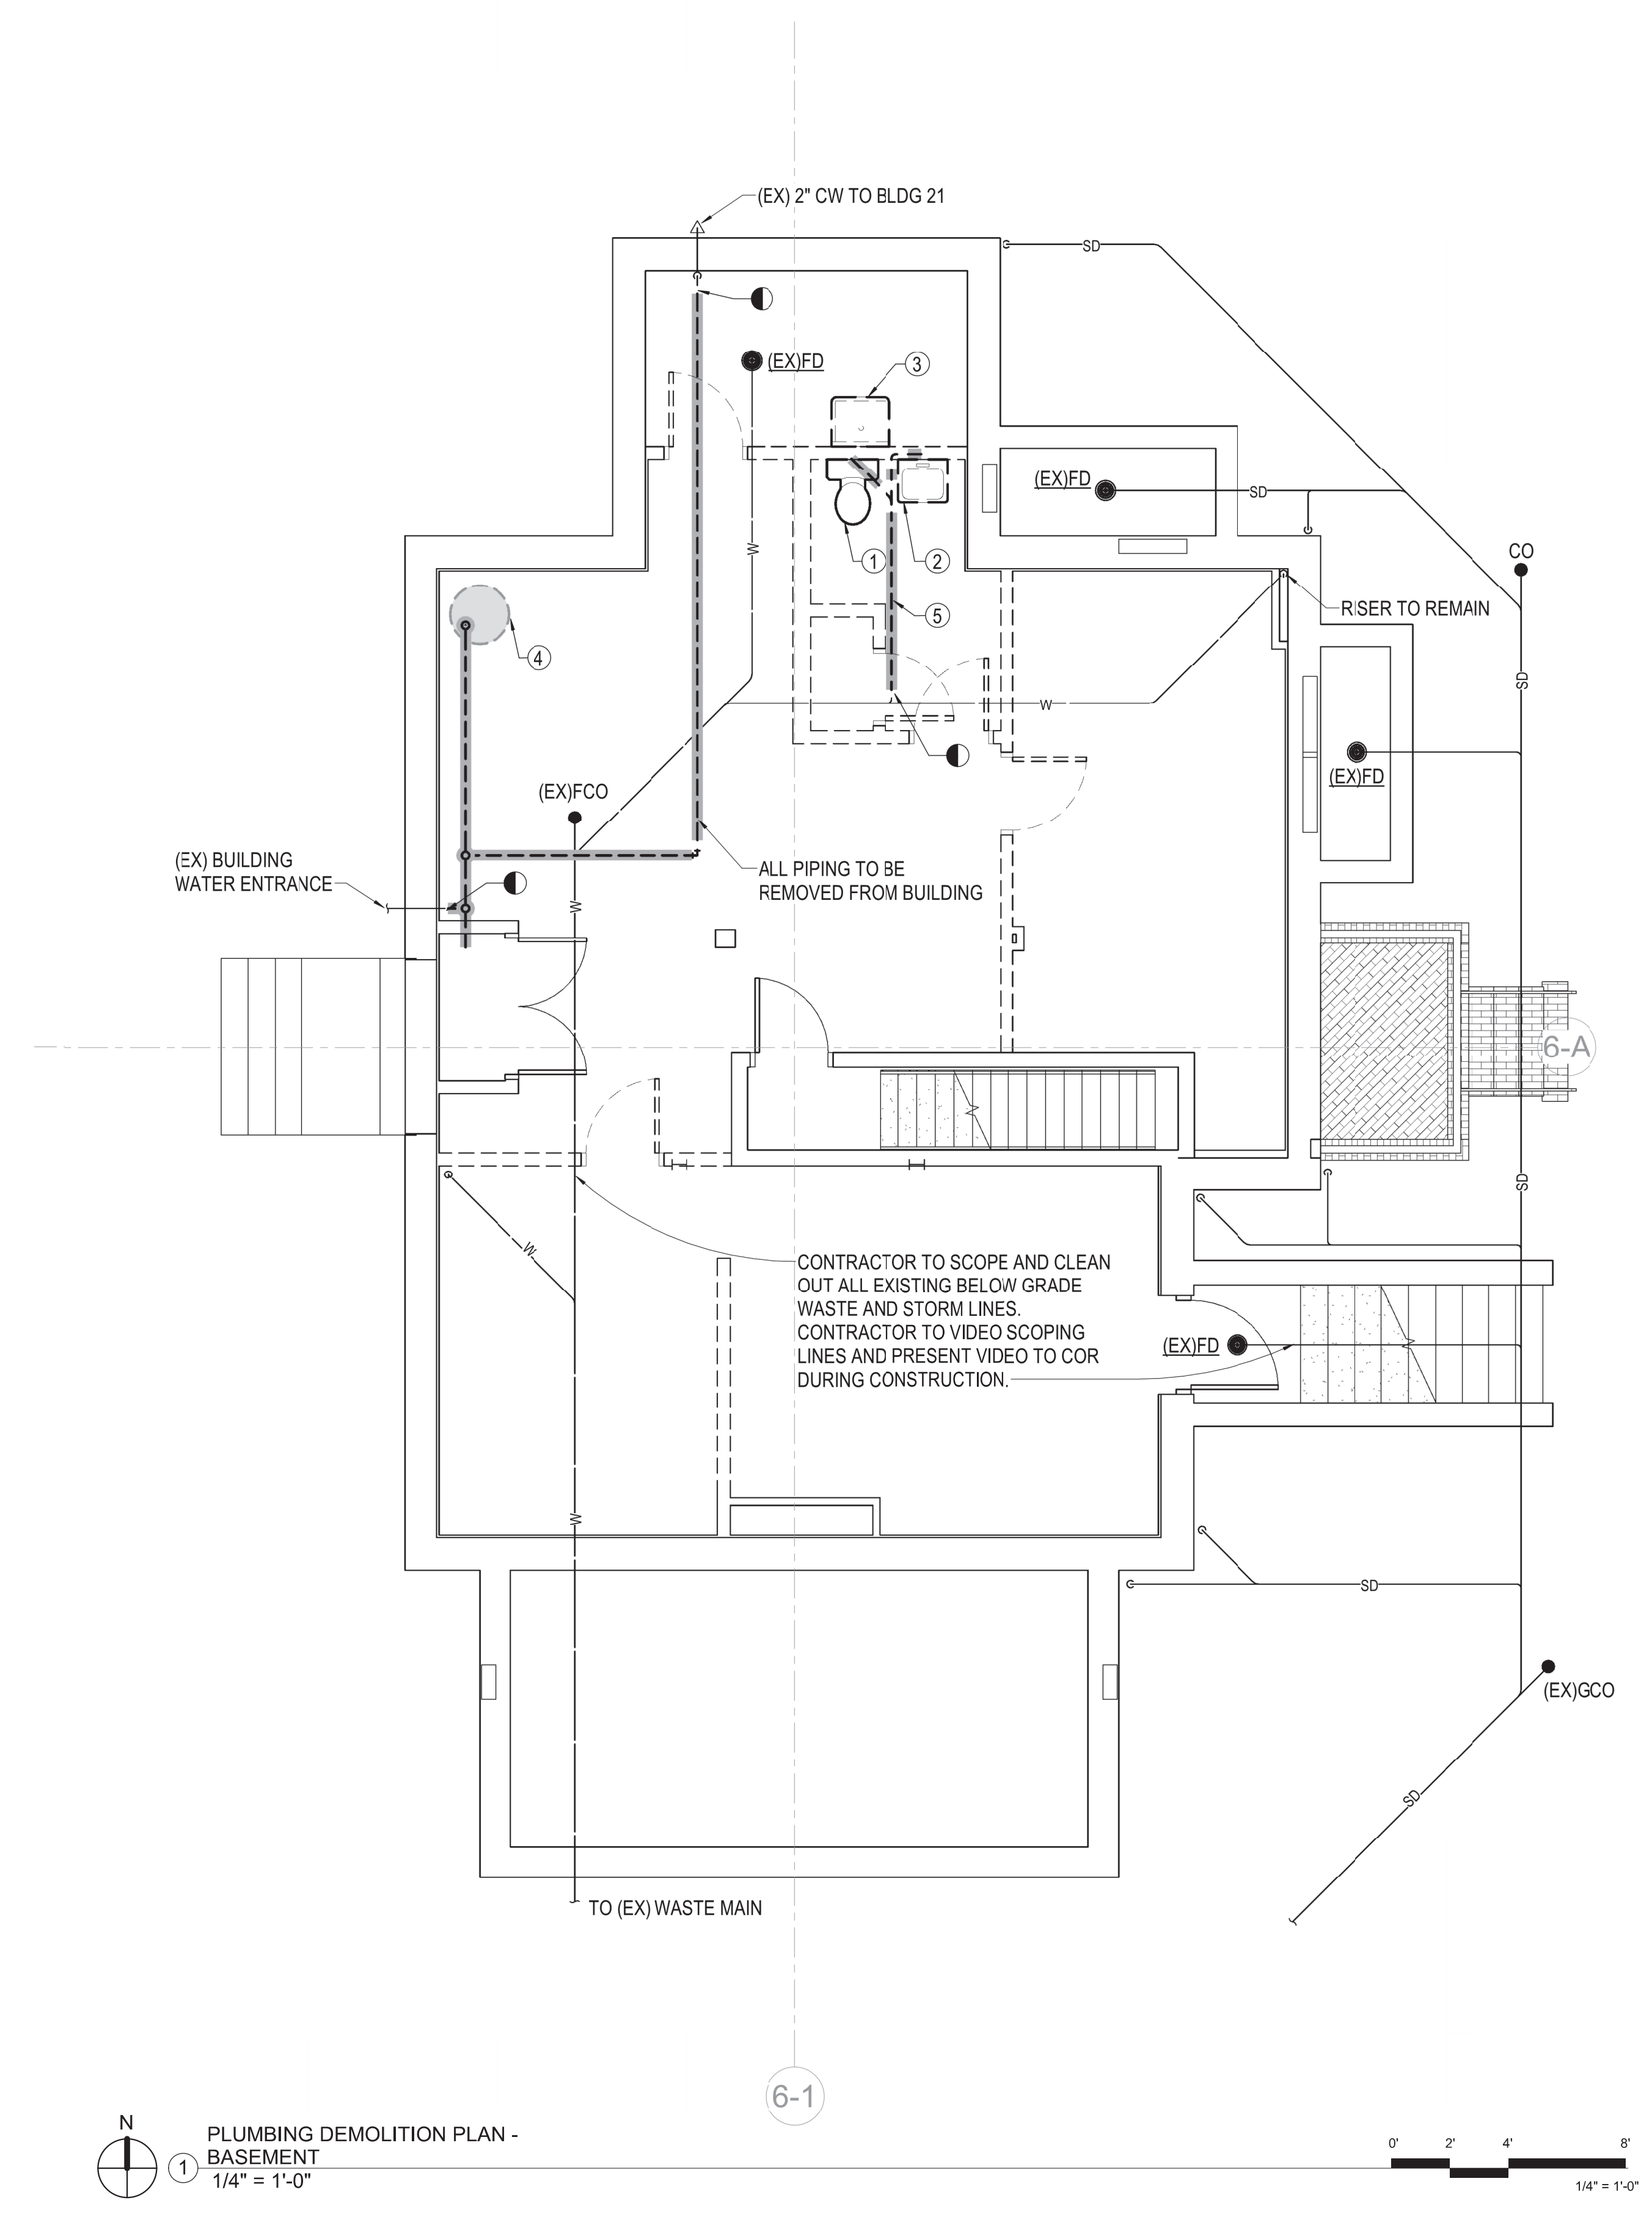 (EX) 2" CW TO BLDG 21
SD
(EX)FD
3
(EX)FD
SD
W
1
2
CO
5
RISER TO REMAIN
4
SD
W
(EX)FD
(EX)FCO
(EX) BUILDING
WATER ENTRANCE
ALL PIPING TO BE
REMOVED FROM BUILDING
W
6-A
SD
W
CONTRACTOR TO SCOPE AND CLEAN
OUT ALL EXISTING BELOW GRADE
WASTE AND STORM LINES.
CONTRACTOR TO VIDEO SCOPING
LINES AND PRESENT VIDEO TO COR
DURING CONSTRUCTION.
(EX)FD
W
SD
(EX)GCO
SD
TO (EX) WASTE MAIN
6-1
N
1
PLUMBING DEMOLITION PLAN -
BASEMENT
1/4" = 1'-0"
0' 2' 4' 8'
1/4" = 1'-0"